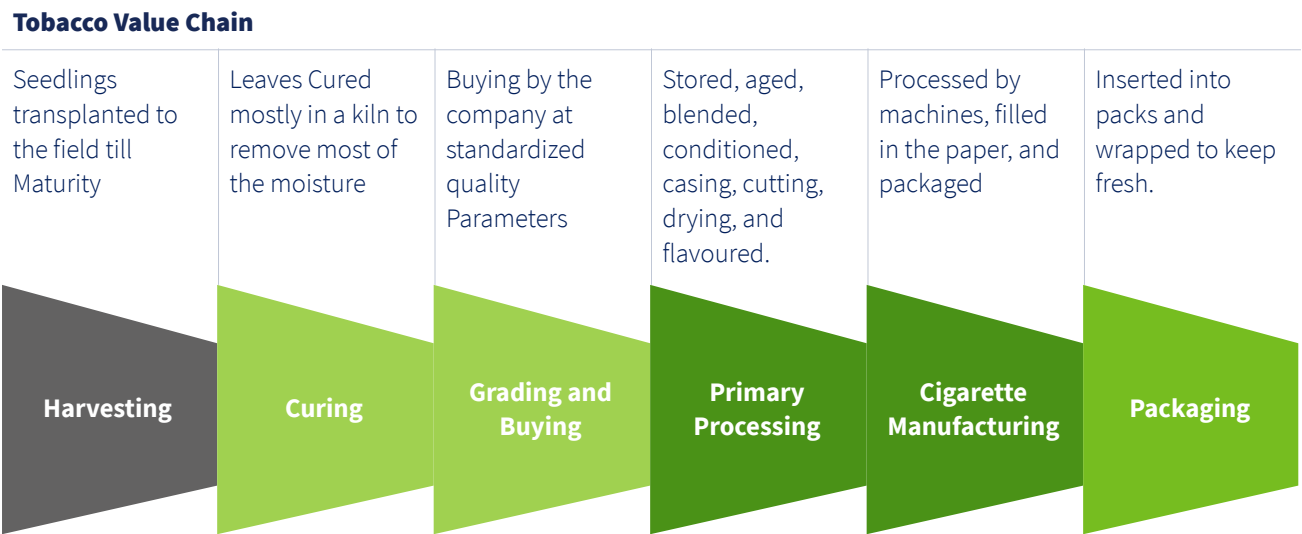 Tobacco Value Chain
Seedlings
transplanted to
the field till
Maturity
Leaves Cured
mostly in a kiln to
remove most of
the moisture
Buying by the
company at
standardized
quality
Parameters
Stored, aged,
blended,
conditioned,
casing, cutting,
drying, and
flavoured.
Processed by
machines, filled
in the paper, and
packaged
Inserted into
packs and
wrapped to keep
fresh.
Harvesting
Curing
Grading and
Buying
Primary
Processing
Cigarette
Manufacturing
Packaging